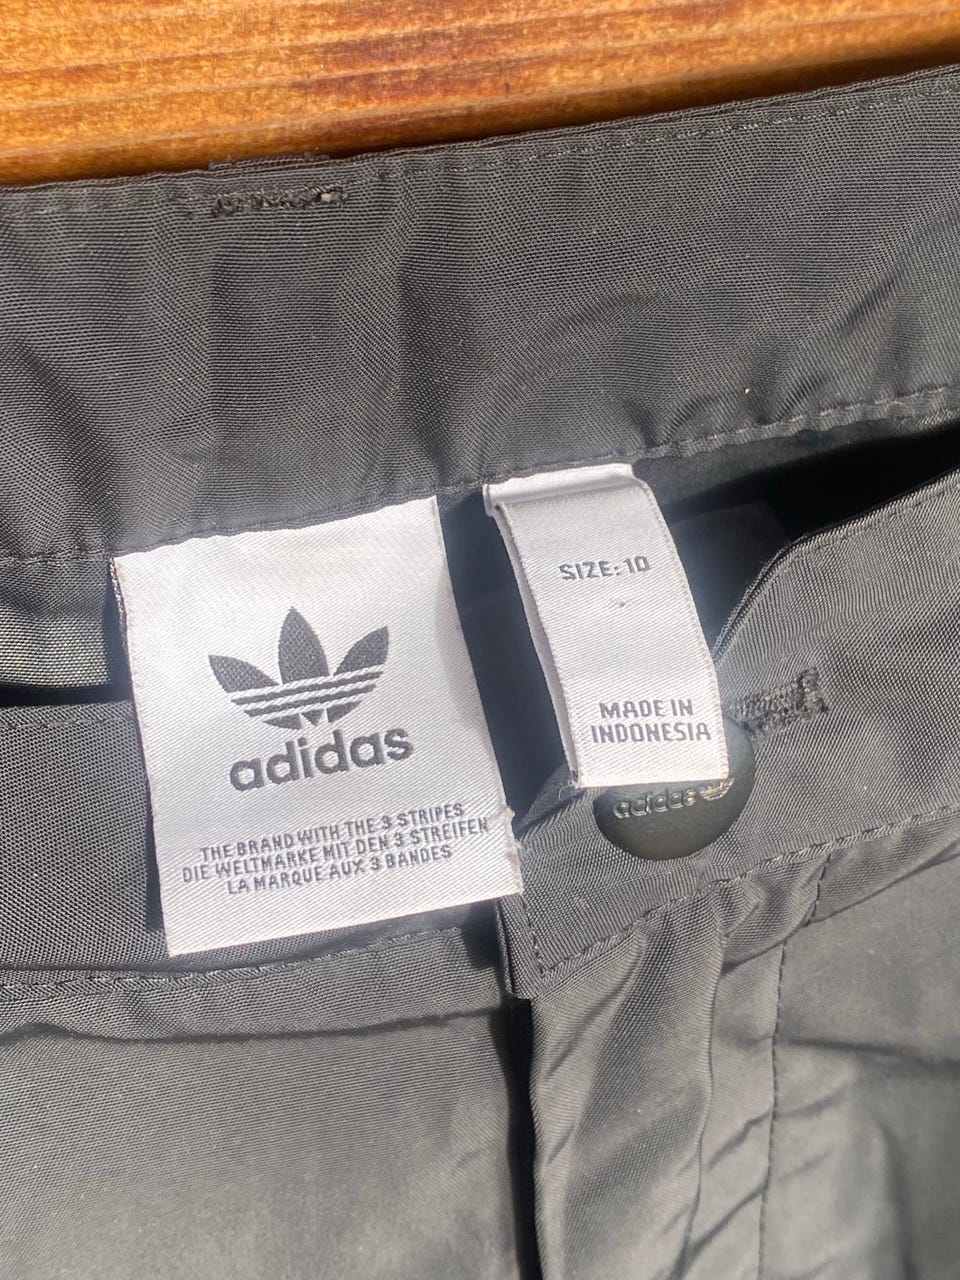 adidas
THE BRAND WITH THE 3 STRIPES
DIE WELTMARKE MIT DEN 3 STREIFEN
LA MARQUE AUX 3 BANDES
SIZE: 10
MADE IN
INDONESIA
adidas